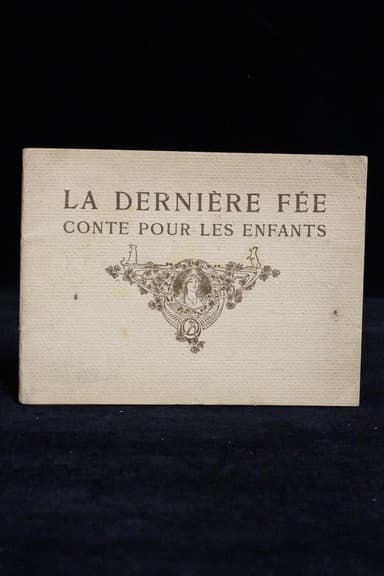 LA DERNIÈRE FÉE
CONTE POUR LES ENFANTS